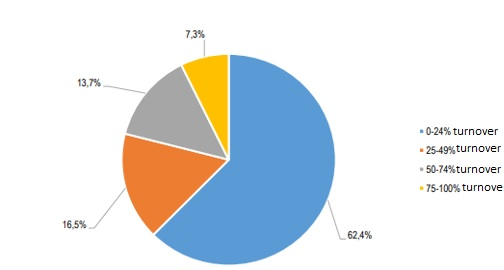 7,3%
13,7%
0-24% turnover
25-49% turnover
50-74% turnover
75-100% turnove
16,5%
62,4%